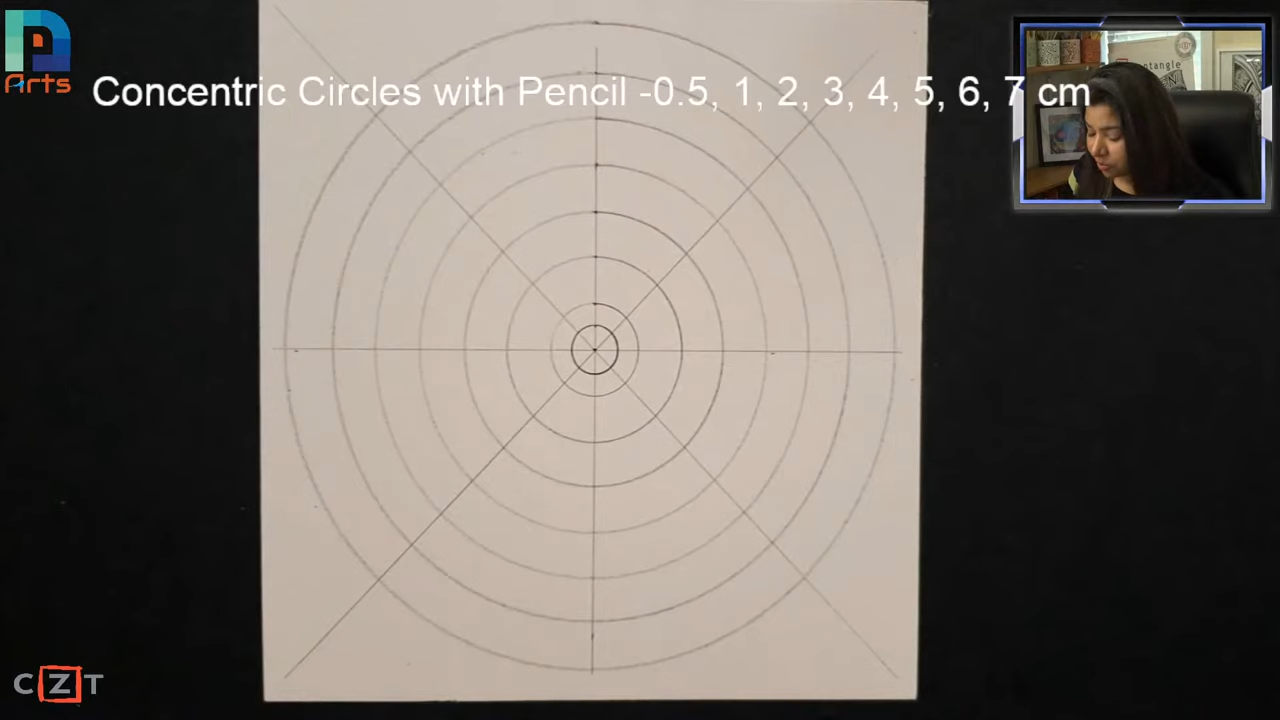 Arts
Concentric Circles with Pencil -0.5, 1, 2, 3, 4, 5, 6, 7 cm
CZT